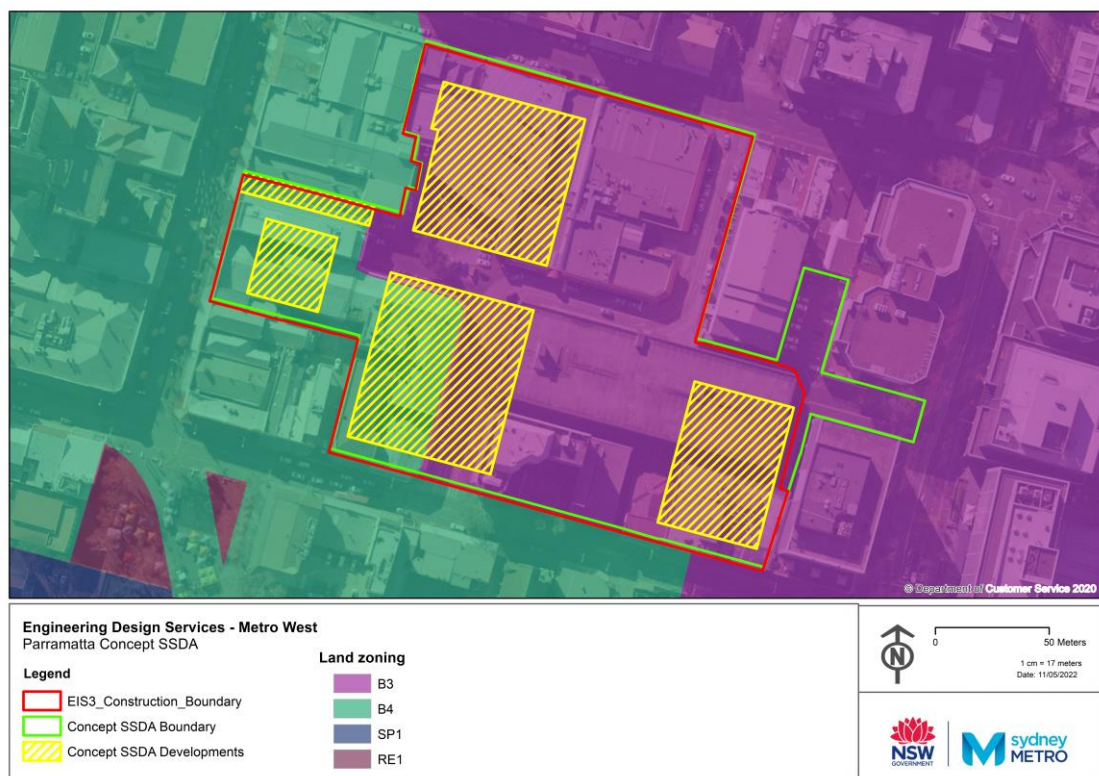 © Department of Customer Service 2020
Engineering Design Services - Metro West
Parramatta Concept SSDA
Legend
EIS3_Construction_Boundary
Concept SSDA Boundary
Concept SSDA Developments
Land zoning
B3
B4
SP1
RE1
N
0 50 Meters
1 cm = 17 meters
Date: 11/05/2022
NSW
GOVERNMENT
sydney
METRO